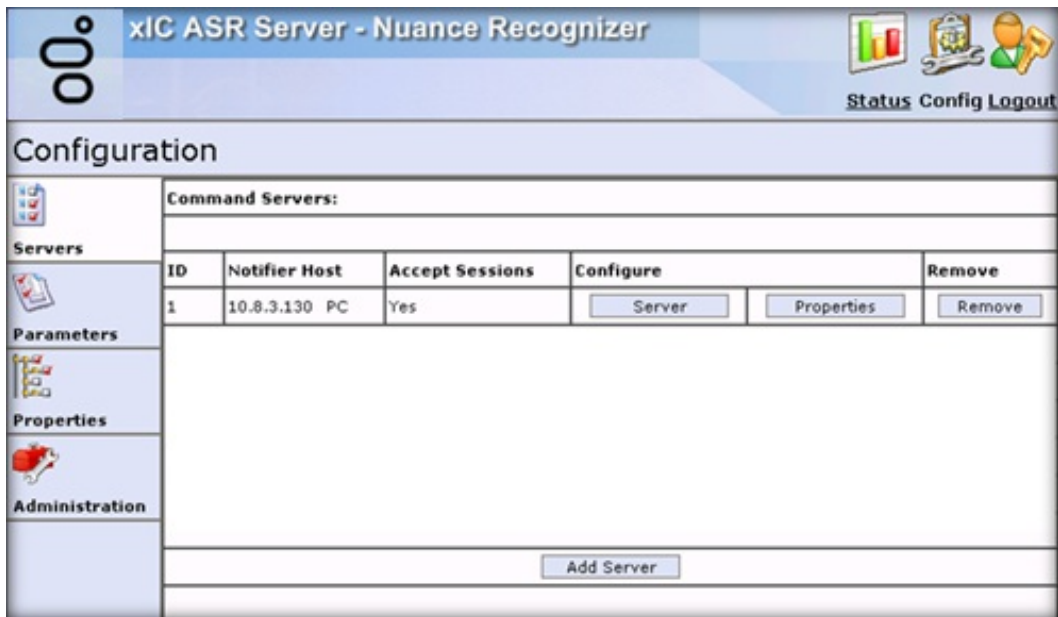 xIC ASR Server - Nuance Recognizer
Status Config Logout
Configuration
Servers
Parameters
Properties
Administration
Command Servers:
ID Notifier Host Accept Sessions Configure Remove
1 10.8.3.130 PC Yes Server Properties Remove
Add Server